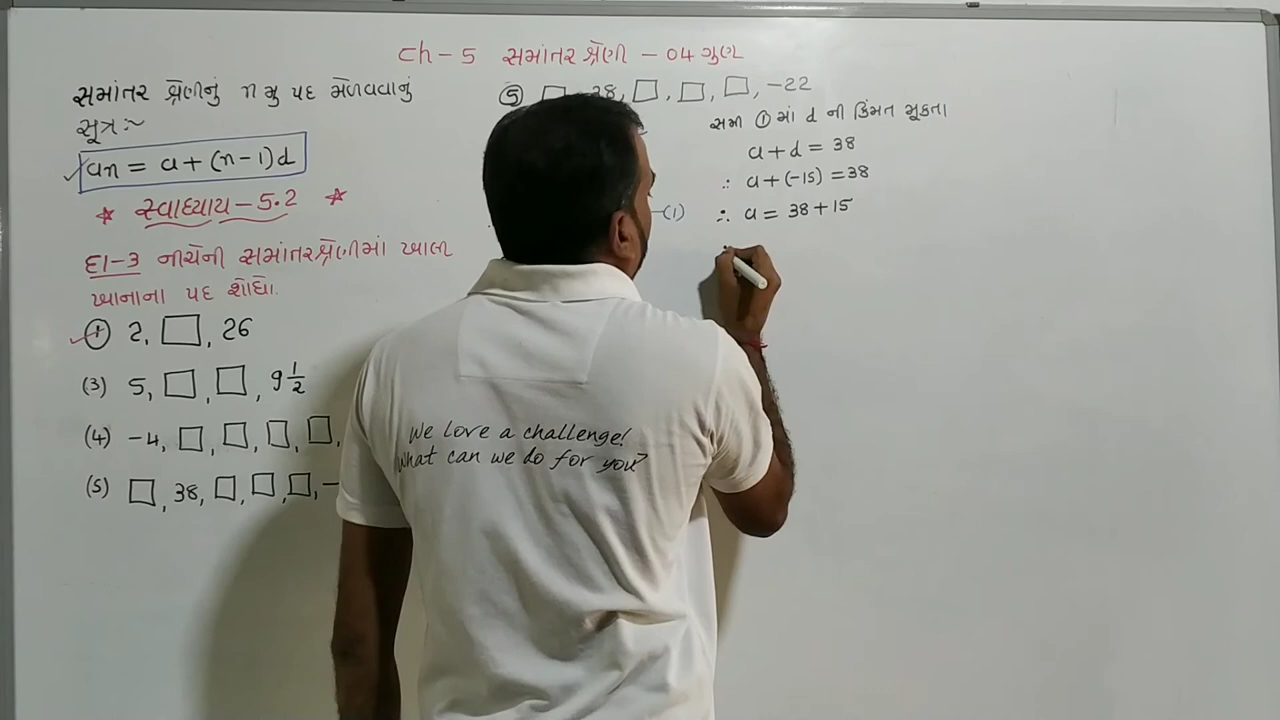 Ch - 5 સમાંતર શ્રેણી - 04 ગુણ
સમાંતર શ્રેણીનું n મુ પદ મેળવવાનું
સૂત્ર :-
an = a + (n-1)d
* સ્વાધ્યાય - 5.2 *
દા-3 નીચેની સમાંતરશ્રેણીમાં ખાલી
ખાનાના પદ શોધો.
(1) 2, □, 26
(3) 5, □, □, 9 1/2
(4) -4, □, □, □, □,
(5) □, 38, □, □, □, -
(5) □, 38, □, □, □, -22
(1)
સમી (1) માં d ની કિંમત મૂકતા
a + d = 38
∴ a + (-15) = 38
∴ a = 38 + 15
We love a challenge!
What can we do for you?